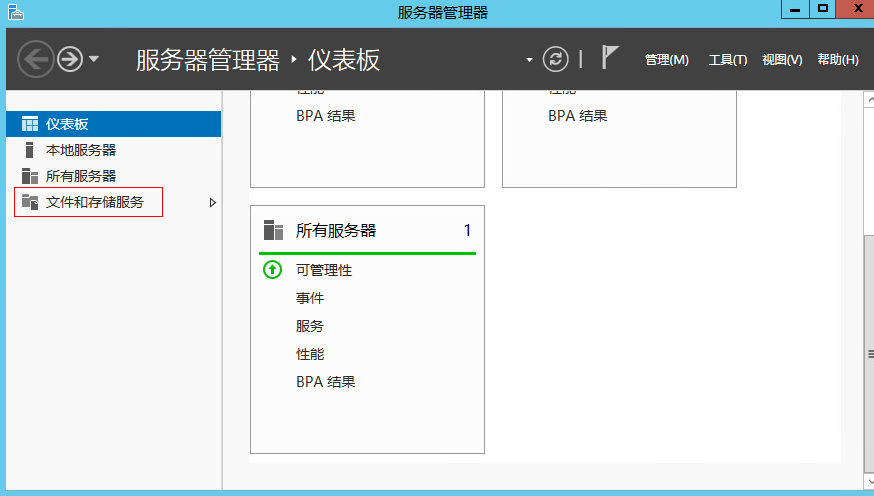 服务器管理器
服务器管理器 仪表板
管理(M) 工具(T) 视图(V) 帮助(H)
仪表板
本地服务器
所有服务器
文件和存储服务
性能
BPA 结果
BPA 结果
所有服务器 1
可管理性
事件
服务
性能
BPA 结果